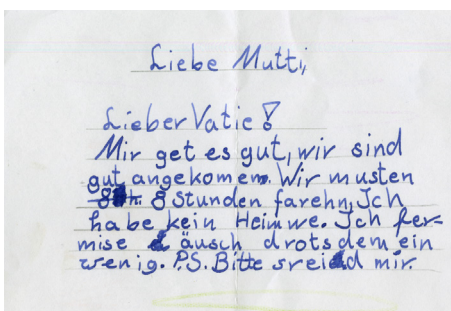 Liebe Mutti,
Lieber Vatie!
Mir get es gut, wir sind
gut angekomen. Wir musten
8 Stunden farehn, Ich
habe kein Heimwe. Ich fer-
mise äusch drotsdem ein
wenig. P.S. Bitte sreid mir.